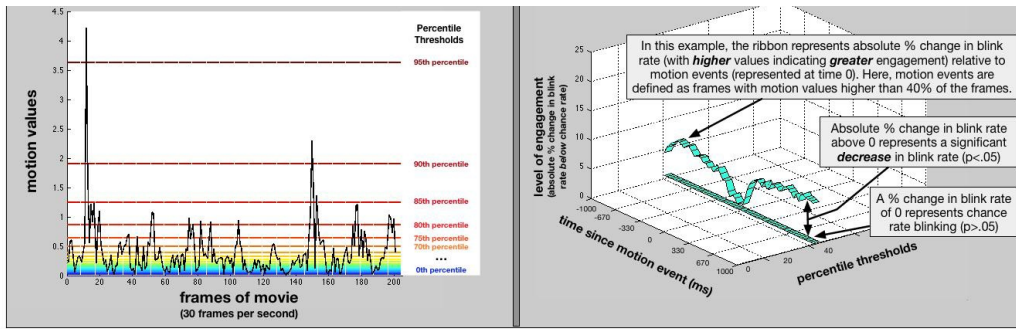 4.5
4
3.5
3
2.5
2
1.5
1
0.5
0
motion values
0 20 40 60 80 100 120 140 160 180 200
frames of movie
(30 frames per second)
Percentile
Thresholds
95th percentile
90th percentile
85th percentile
80th percentile
75th percentile
70th percentile
...
0th percentile
25
20
15
10
5
0
level of engagement
(absolute % change in blink
rate below chance rate)
-1000
-670
-330
0
330
670
1000
time since motion event (ms)
0
20
40
percentile thresholds
In this example, the ribbon represents absolute % change in blink
rate (with higher values indicating greater engagement) relative to
motion events (represented at time 0). Here, motion events are
defined as frames with motion values higher than 40% of the frames.
Absolute % change in blink rate
above 0 represents a significant
decrease in blink rate (p<.05)
A % change in blink rate
of 0 represents chance
rate blinking (p>.05)